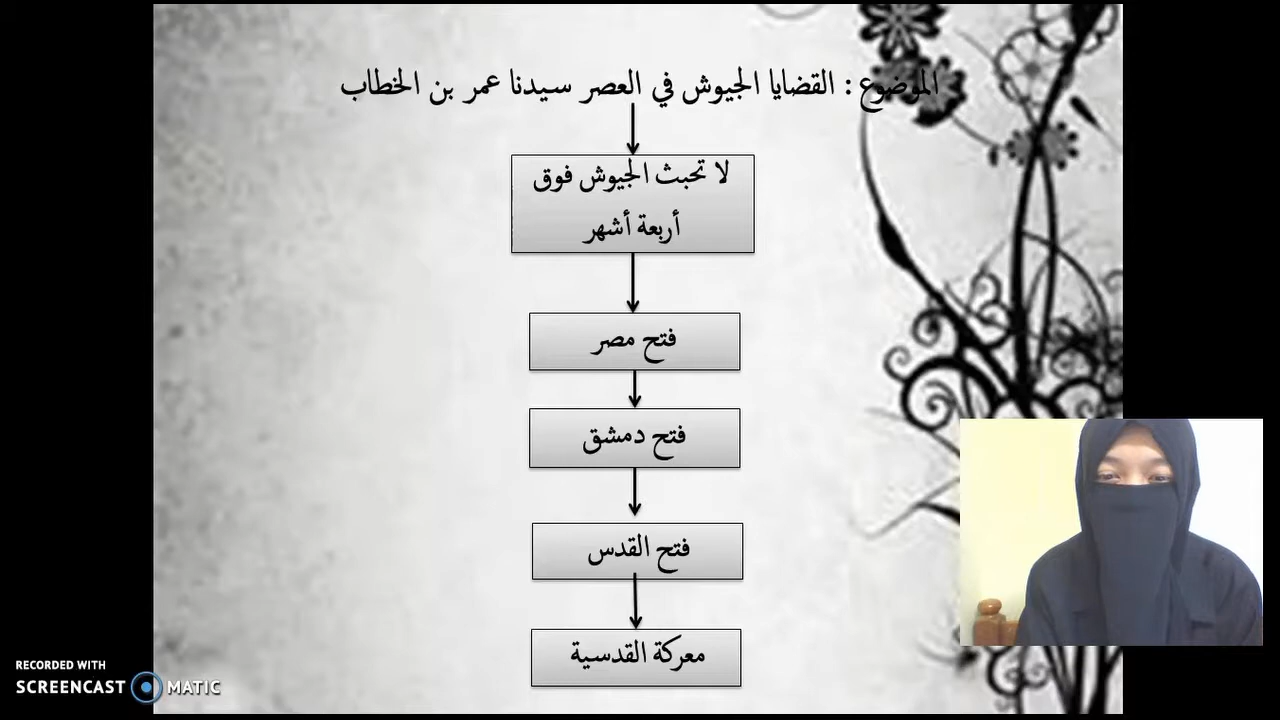 الموضوع : القضايا الجيوش في العصر سيدنا عمر بن الخطاب
لا تحبث الجيوش فوق
أربعة أشهر
فتح مصر
فتح دمشق
فتح القدس
معركة القدسية
RECORDED WITH
SCREENCAST MATIC